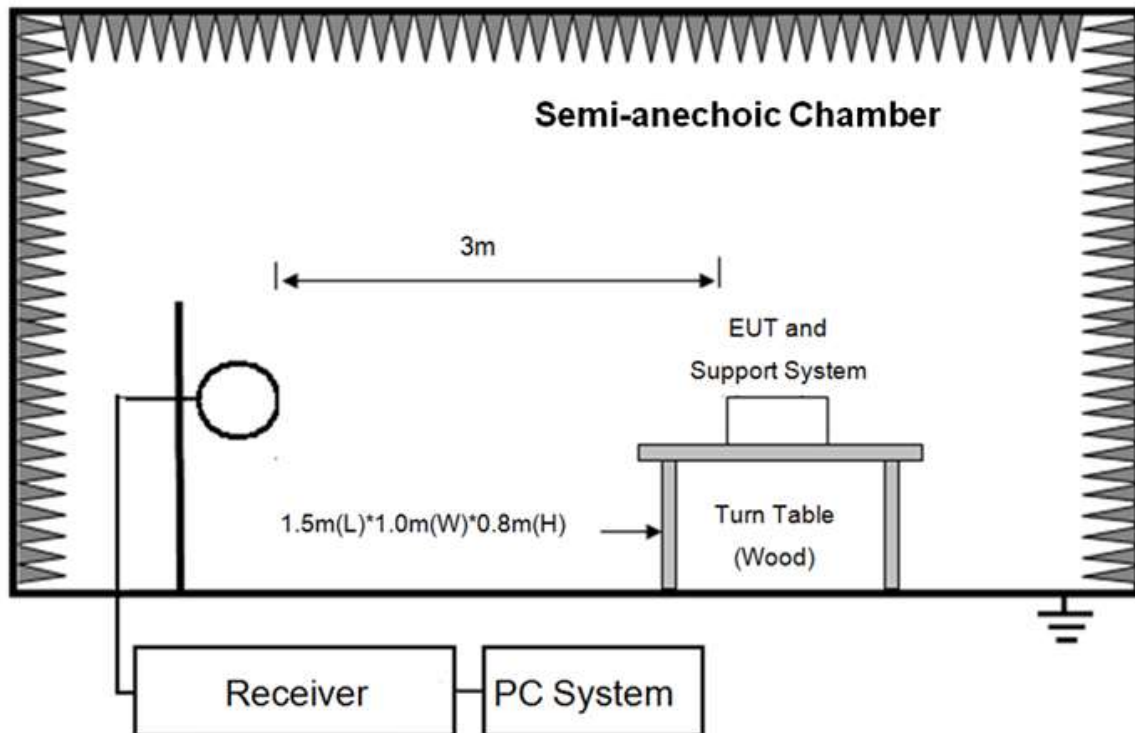 Semi-anechoic Chamber
3m
EUT and
Support System
1.5m(L)*1.0m(W)*0.8m(H)
Turn Table
(Wood)
Receiver
PC System